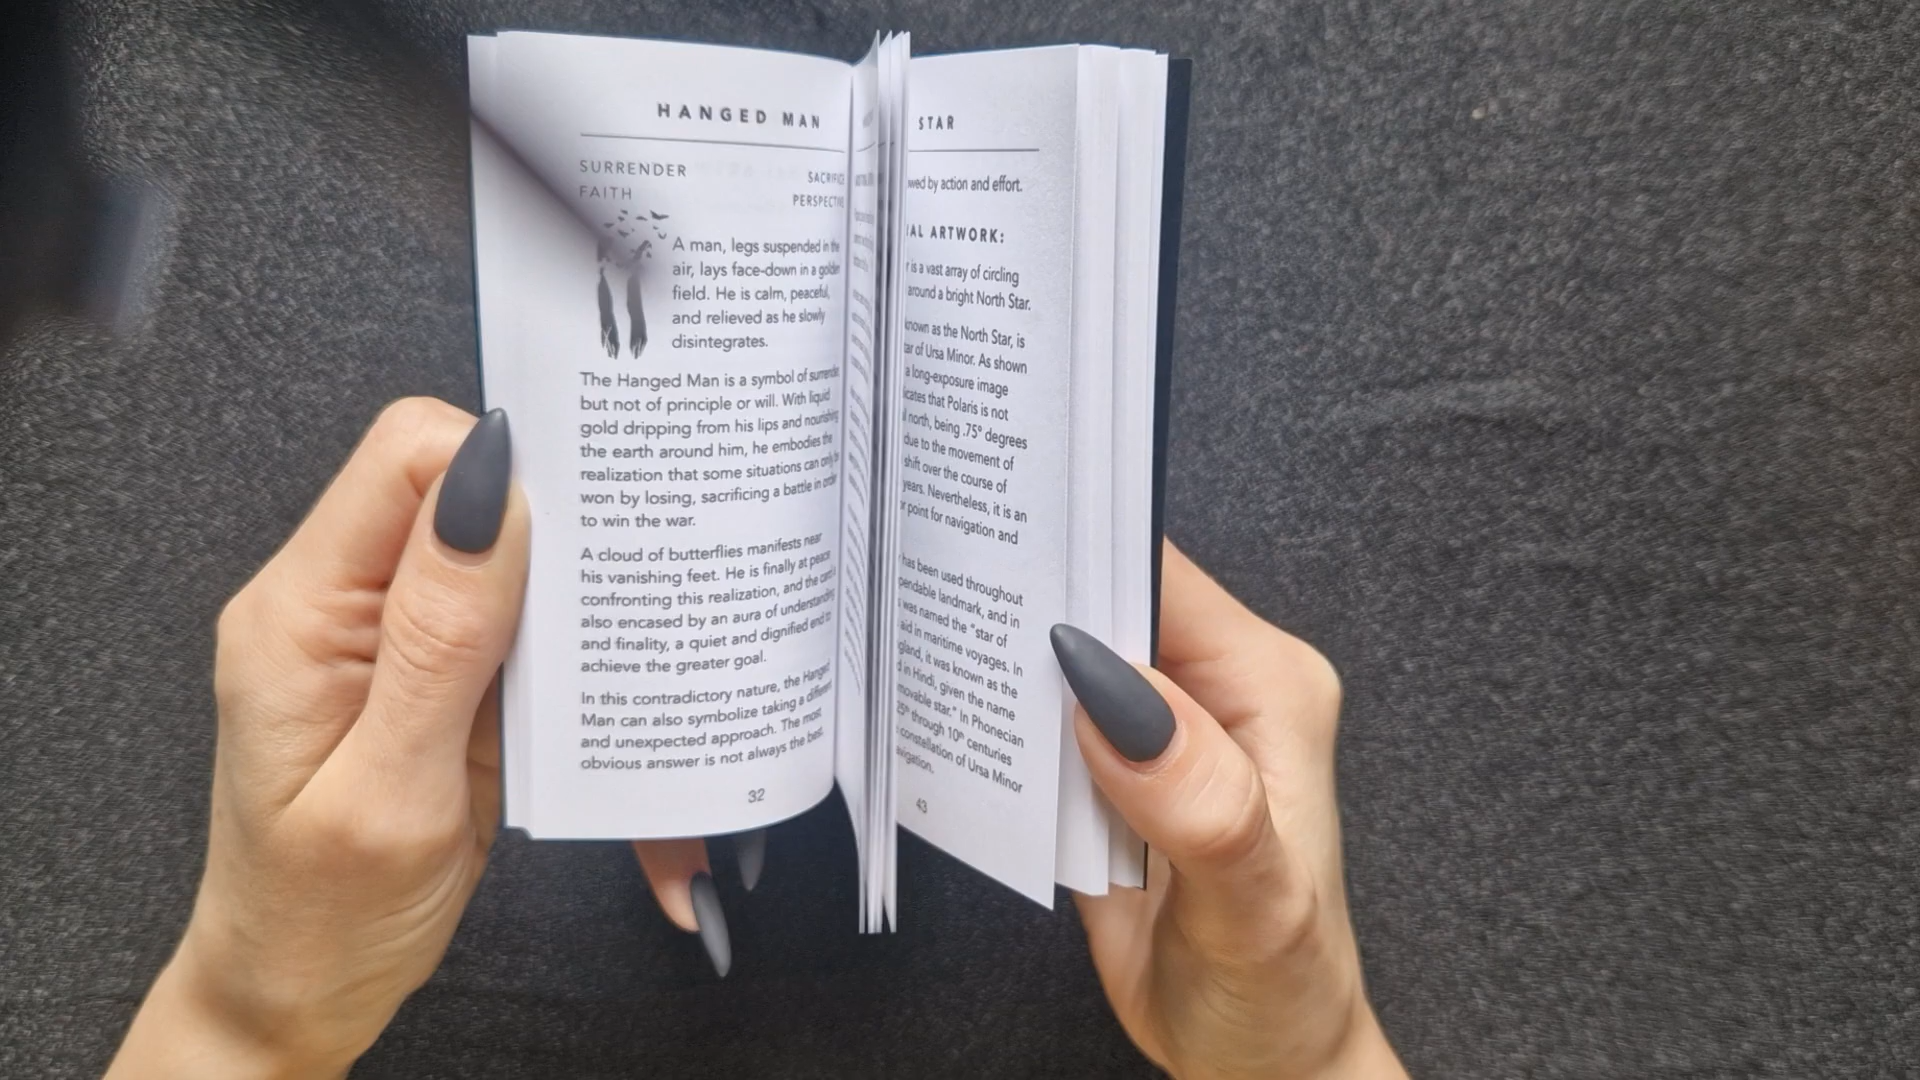 HANGED MAN
SURRENDER
FAITH
SACRIFICE
PERSPECTIVE
A man, legs suspended in the
air, lays face-down in a golden
field. He is calm, peaceful,
and relieved as he slowly
disintegrates.
The Hanged Man is a symbol of surrender
but not of principle or will. With liquid
gold dripping from his lips and nourishing
the earth around him, he embodies the
realization that some situations can only be
won by losing, sacrificing a battle in order
to win the war.
A cloud of butterflies manifests near
his vanishing feet. He is finally at peace
confronting this realization, and the card is
also encased by an aura of understanding
and finality, a quiet and dignified end to
achieve the greater goal.
In this contradictory nature, the Hanged
Man can also symbolize taking a different
and unexpected approach. The most
obvious answer is not always the best.
32
STAR
by action and effort.
ARTWORK:
is a vast array of circling
around a bright North Star.
known as the North Star, is
of Ursa Minor. As shown
a long-exposure image
that Polaris is not
north, being .75° degrees
due to the movement of
shift over the course of
years. Nevertheless, it is an
point for navigation and
has been used throughout
landmark, and in
was named the "star of
aid in maritime voyages. In
it was known as the
in Hindi, given the name
star." In Phonecian
25th through 10th centuries
constellation of Ursa Minor
43